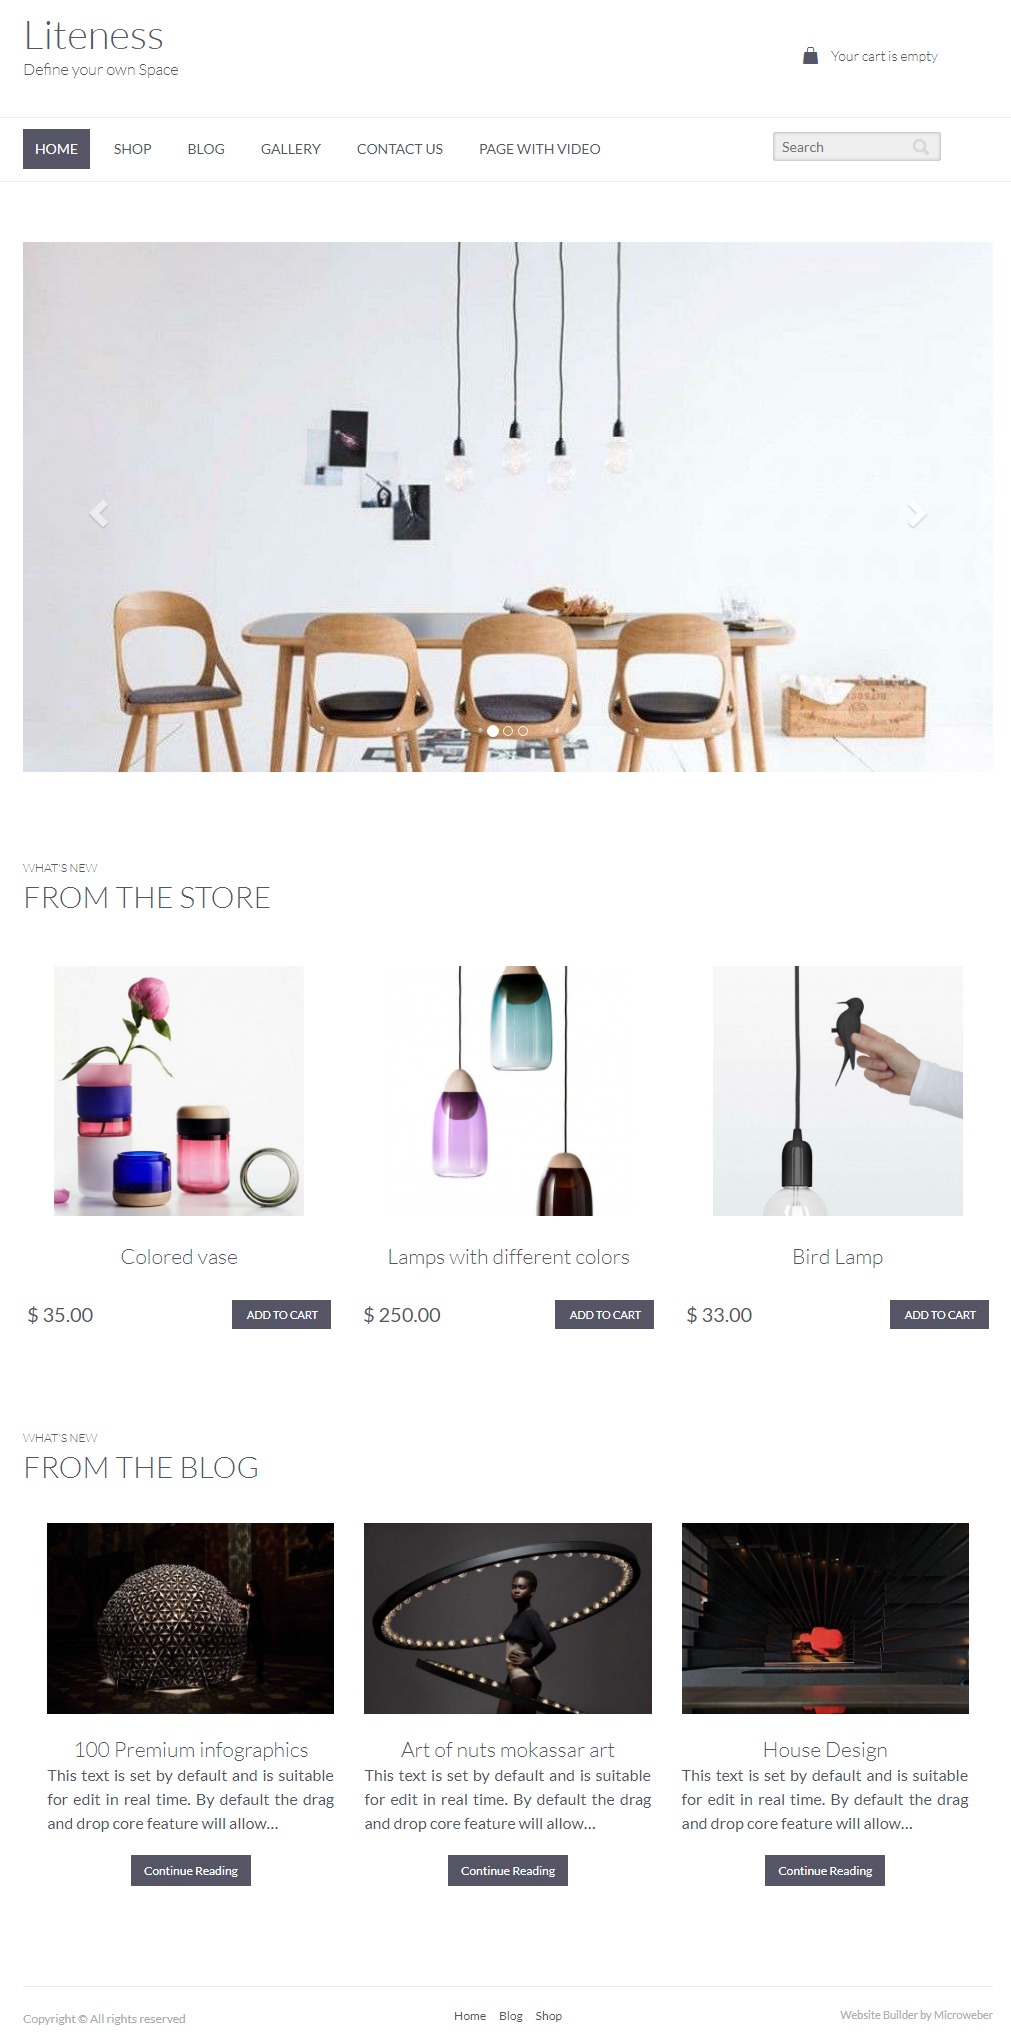 Liteness
Define your own Space
Your cart is empty
HOME SHOP BLOG GALLERY CONTACT US PAGE WITH VIDEO Search
WHAT'S NEW
FROM THE STORE
Colored vase
$ 35.00 ADD TO CART
Lamps with different colors
$ 250.00 ADD TO CART
Bird Lamp
$ 33.00 ADD TO CART
WHAT'S NEW
FROM THE BLOG
100 Premium infographics
This text is set by default and is suitable
for edit in real time. By default the drag
and drop core feature will allow...
Continue Reading
Art of nuts mokassar art
This text is set by default and is suitable
for edit in real time. By default the drag
and drop core feature will allow...
Continue Reading
House Design
This text is set by default and is suitable
for edit in real time. By default the drag
and drop core feature will allow...
Continue Reading
Copyright © All rights reserved
Home Blog Shop
Website Builder by Microweber